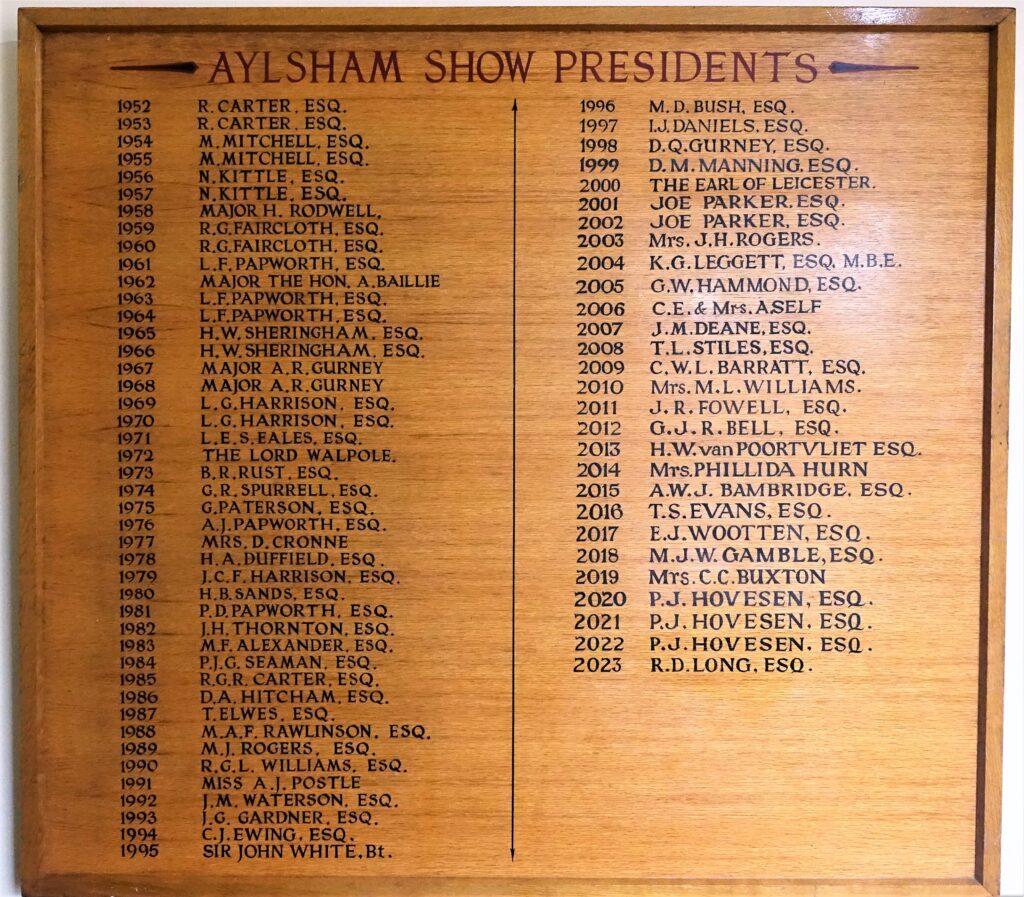 AYLSHAM SHOW PRESIDENTS
1952 R. CARTER, ESQ.
1953 R. CARTER, ESQ.
1954 M. MITCHELL, ESQ.
1955 M. MITCHELL, ESQ.
1956 N. KITTLE, ESQ.
1957 N. KITTLE, ESQ.
1958 MAJOR H. RODWELL,
1959 R.G. FAIRCLOTH, ESQ.
1960 R.G. FAIRCLOTH, ESQ.
1961 L.F. PAPWORTH, ESQ.
1962 MAJOR THE HON. A. BAILLIE
1963 L.F. PAPWORTH, ESQ.
1964 L.F. PAPWORTH, ESQ.
1965 H.W. SHERINGHAM, ESQ.
1966 H.W. SHERINGHAM, ESQ.
1967 MAJOR A.R. GURNEY
1968 MAJOR A.R. GURNEY
1969 L.G. HARRISON, ESQ.
1970 L.G. HARRISON, ESQ.
1971 L.E.S. EALES, ESQ.
1972 THE LORD WALPOLE.
1973 B.R. RUST, ESQ.
1974 G.R. SPURRELL, ESQ.
1975 G. PATERSON, ESQ.
1976 A.J. PAPWORTH, ESQ.
1977 MRS. D. CRONNE
1978 H.A. DUFFIELD, ESQ.
1979 J.C.F. HARRISON, ESQ.
1980 H.B. SANDS, ESQ.
1981 P.D. PAPWORTH, ESQ.
1982 J.H. THORNTON, ESQ.
1983 M.F. ALEXANDER, ESQ.
1984 P.J.G. SEAMAN, ESQ.
1985 R.G.R. CARTER, ESQ.
1986 D.A. HITCHAM, ESQ.
1987 T. ELWES, ESQ.
1988 M.A.F. RAWLINSON, ESQ.
1989 M.J. ROGERS, ESQ.
1990 R.G.L. WILLIAMS, ESQ.
1991 MISS A.J. POSTLE
1992 J.M. WATERSON, ESQ.
1993 J.G. GARDNER, ESQ.
1994 C.J. EWING, ESQ.
1995 SIR JOHN WHITE, Bt.
1996 M.D. BUSH, ESQ.
1997 I.J. DANIELS, ESQ.
1998 D.Q. GURNEY, ESQ.
1999 D.M. MANNING, ESQ.
2000 THE EARL OF LEICESTER.
2001 JOE PARKER, ESQ.
2002 JOE PARKER, ESQ.
2003 Mrs. J.H. ROGERS.
2004 K.G. LEGGETT, ESQ. M.B.E.
2005 G.W. HAMMOND, ESQ.
2006 C.E. & Mrs. A.SELF
2007 J.M. DEANE, ESQ.
2008 T.L. STILES, ESQ.
2009 C.W.L. BARRATT, ESQ.
2010 Mrs. M.L. WILLIAMS.
2011 J.R. FOWELL, ESQ.
2012 G.J.R. BELL, ESQ.
2013 H.W. van POORTVLIET ESQ.
2014 Mrs. PHILLIDA HURN
2015 A.W.J. BAMBRIDGE, ESQ.
2016 T.S. EVANS, ESQ.
2017 E.J. WOOTTEN, ESQ.
2018 M.J.W. GAMBLE, ESQ.
2019 Mrs. C.C. BUXTON
2020 P.J. HOVESEN, ESQ.
2021 P.J. HOVESEN, ESQ.
2022 P.J. HOVESEN, ESQ.
2023 R.D. LONG, ESQ.